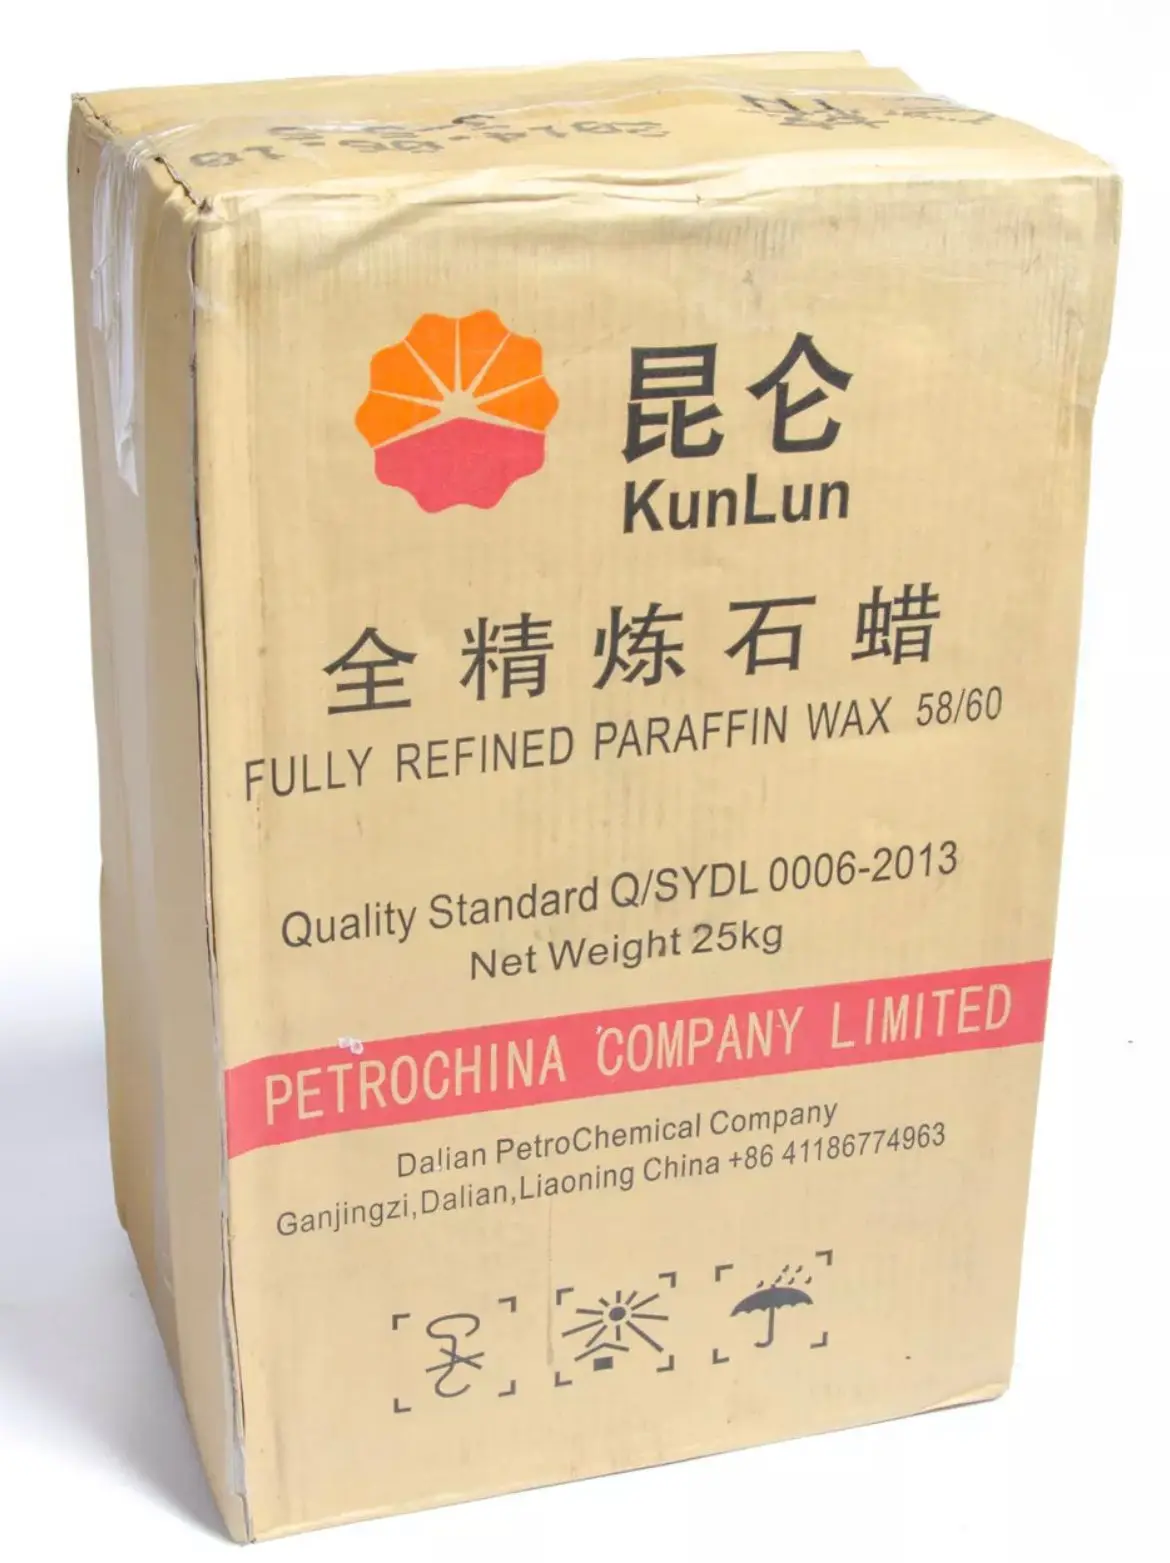 昆仑
KunLun
全精炼石蜡
FULLY REFINED PARAFFIN WAX 58/60
Quality Standard Q/SYDL 0006-2013
Net Weight 25kg
PETROCHINA COMPANY LIMITED
Dalian PetroChemical Company
Ganjingzi,Dalian,Liaoning China +86 41186774963